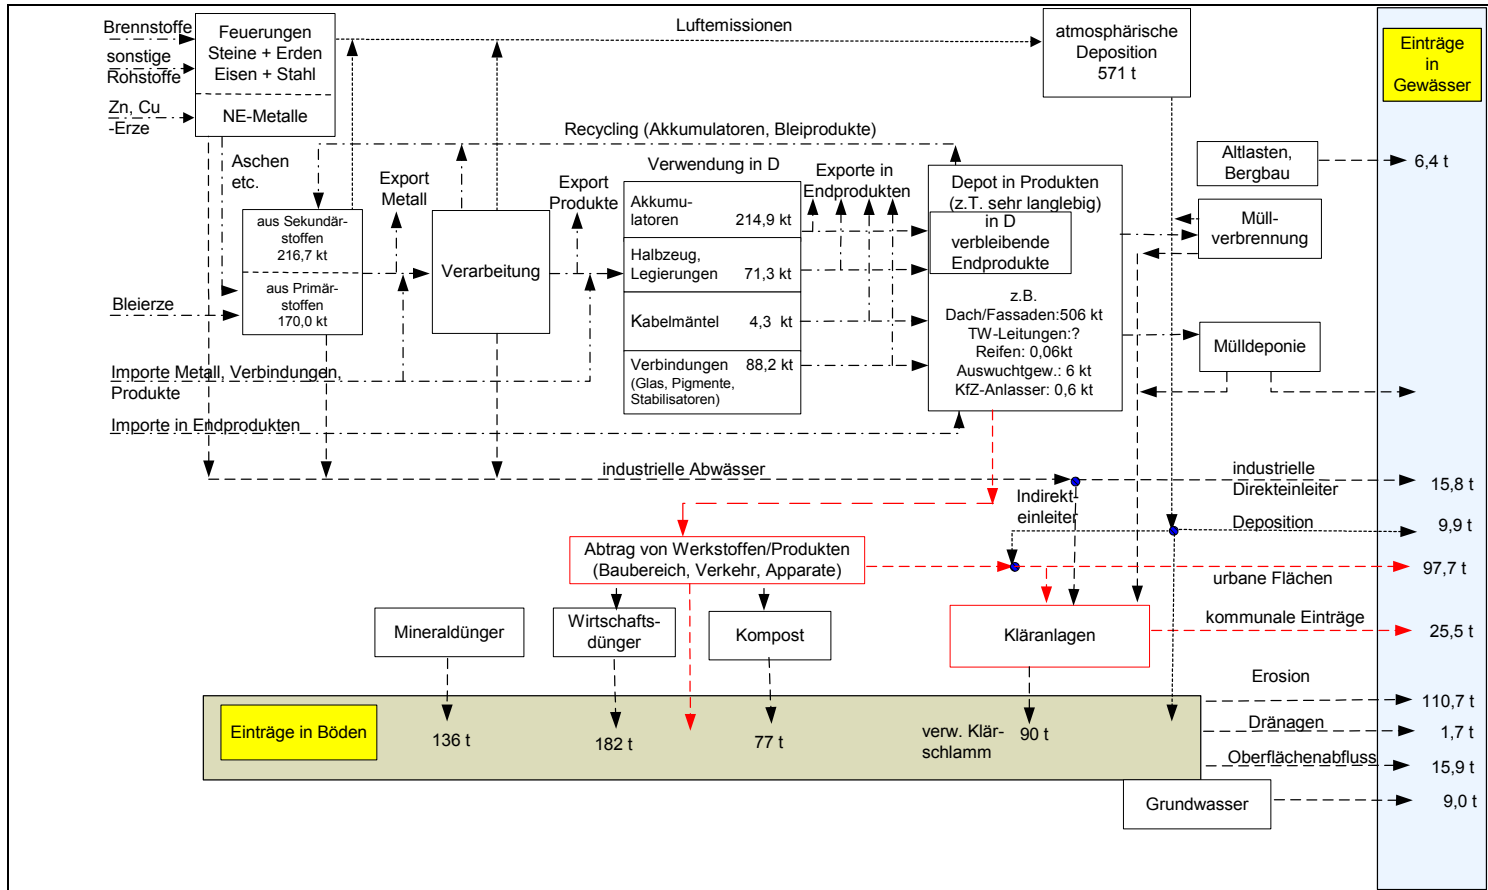 Brennstoffe
sonstige
Rohstoffe
Zn, Cu
-Erze
Feuerungen
Steine + Erden
Eisen + Stahl
NE-Metalle
Luftemissionen
atmosphärische
Deposition
571 t
Einträge
in
Gewässer
Recycling (Akkumulatoren, Bleiprodukte)
Aschen
etc.
Export
Metall
Export
Produkte
Verwendung in D
Exporte in
Endprodukten
Altlasten,
Bergbau
6,4 t
aus Sekundär-
stoffen
216,7 kt
aus Primär-
stoffen
170,0 kt
Verarbeitung
Akkumu-
latoren 214,9 kt
Halbzeug,
Legierungen 71,3 kt
Kabelmäntel 4,3 kt
Verbindungen 88,2 kt
(Glas, Pigmente,
Stabilisatoren)
Depot in Produkten
(z.T. sehr langlebig)
in D
verbleibende
Endprodukte
z.B.
Dach/Fassaden:506 kt
TW-Leitungen:?
Reifen: 0,06kt
Auswuchtgew.: 6 kt
KfZ-Anlasser: 0,6 kt
Müll-
verbrennung
Mülldeponie
Bleierze
Importe Metall, Verbindungen,
Produkte
Importe in Endprodukten
industrielle Abwässer
Indirekt-
einleiter
industrielle
Direkteinleiter
15,8 t
Deposition
9,9 t
Abtrag von Werkstoffen/Produkten
(Baubereich, Verkehr, Apparate)
urbane Flächen
97,7 t
Mineraldünger
Wirtschafts-
dünger
Kompost
Kläranlagen
kommunale Einträge
25,5 t
Erosion
110,7 t
Einträge in Böden
136 t
182 t
77 t
verw. Klär-
schlamm
90 t
Dränagen
1,7 t
Oberflächenabfluss
15,9 t
Grundwasser
9,0 t